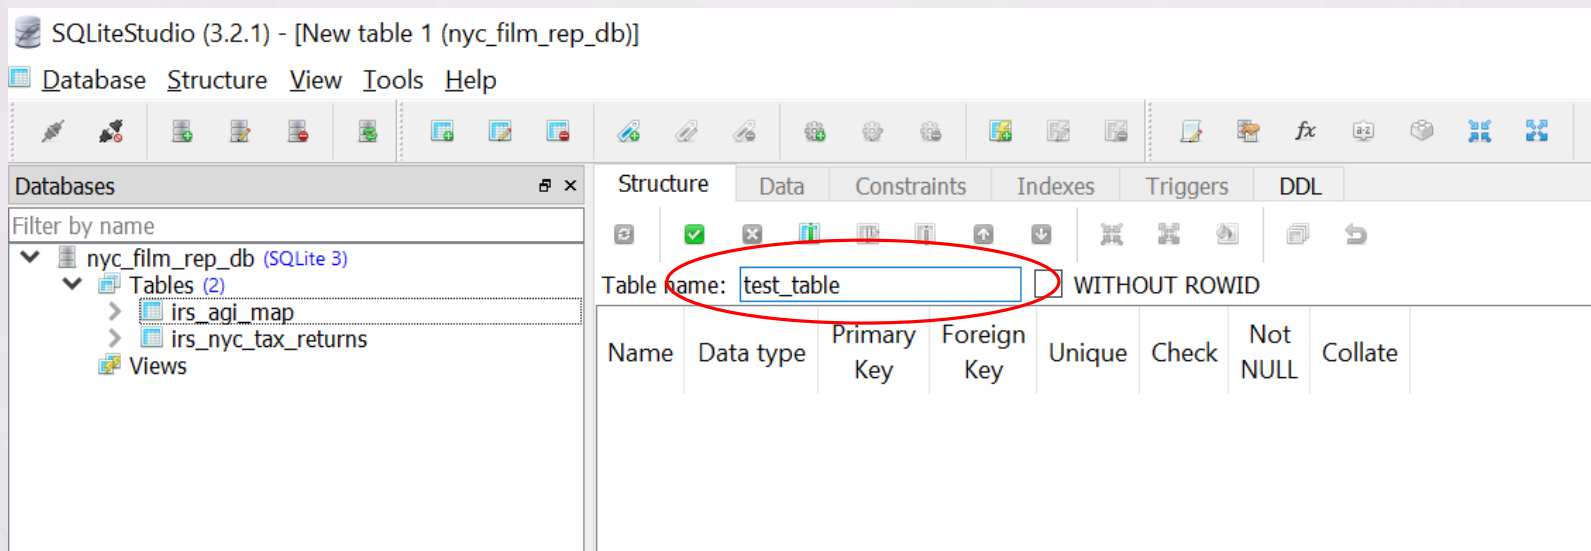 SQLiteStudio (3.2.1) - [New table 1 (nyc_film_rep_db)]
Database Structure View Tools Help
fx a-z
Databases
Filter by name
nyc_film_rep_db (SQLite 3)
Tables (2)
irs_agi_map
irs_nyc_tax_returns
Views
Structure Data Constraints Indexes Triggers DDL
Table name: test_table WITHOUT ROWID
Name Data type Primary Key Foreign Key Unique Check Not NULL Collate